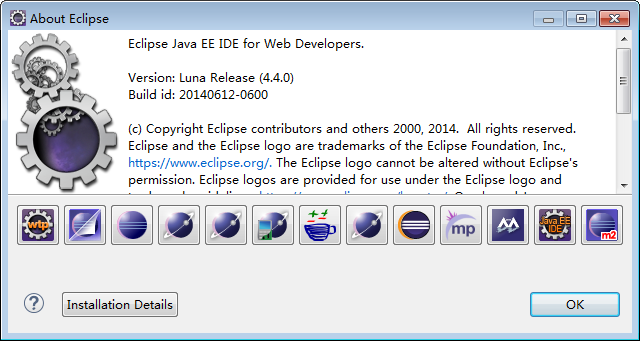 About Eclipse
Eclipse Java EE IDE for Web Developers.
Version: Luna Release (4.4.0)
Build id: 20140612-0600
(c) Copyright Eclipse contributors and others 2000, 2014.  All rights reserved.
Eclipse and the Eclipse logo are trademarks of the Eclipse Foundation, Inc.,
https://www.eclipse.org/. The Eclipse logo cannot be altered without Eclipse's
permission. Eclipse logos are provided for use under the Eclipse logo and
wtp
mp
Java EE
IDE
m2
?
Installation Details
OK